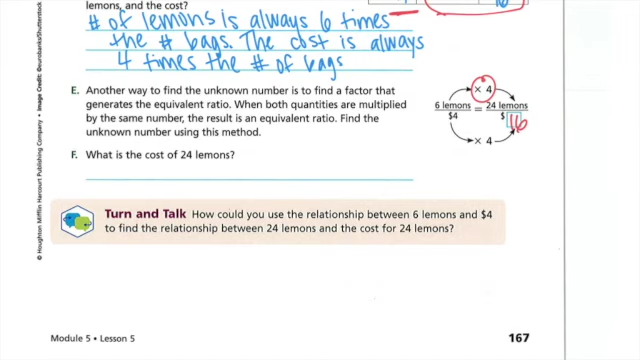 lemons, and the cost?
# of lemons is always 6 times
the # bags. The cost is always
4 times the # of bags
16
E. Another way to find the unknown number is to find a factor that
generates the equivalent ratio. When both quantities are multiplied
by the same number, the result is an equivalent ratio. Find the
unknown number using this method.
× 4
6 lemons = 24 lemons
$4 $ 16
× 4
F. What is the cost of 24 lemons?
Turn and Talk How could you use the relationship between 6 lemons and $4
to find the relationship between 24 lemons and the cost for 24 lemons?
Module 5 • Lesson 5
167
© Houghton Mifflin Harcourt Publishing Company • Image Credit: ©eurobanks/Shutterstock